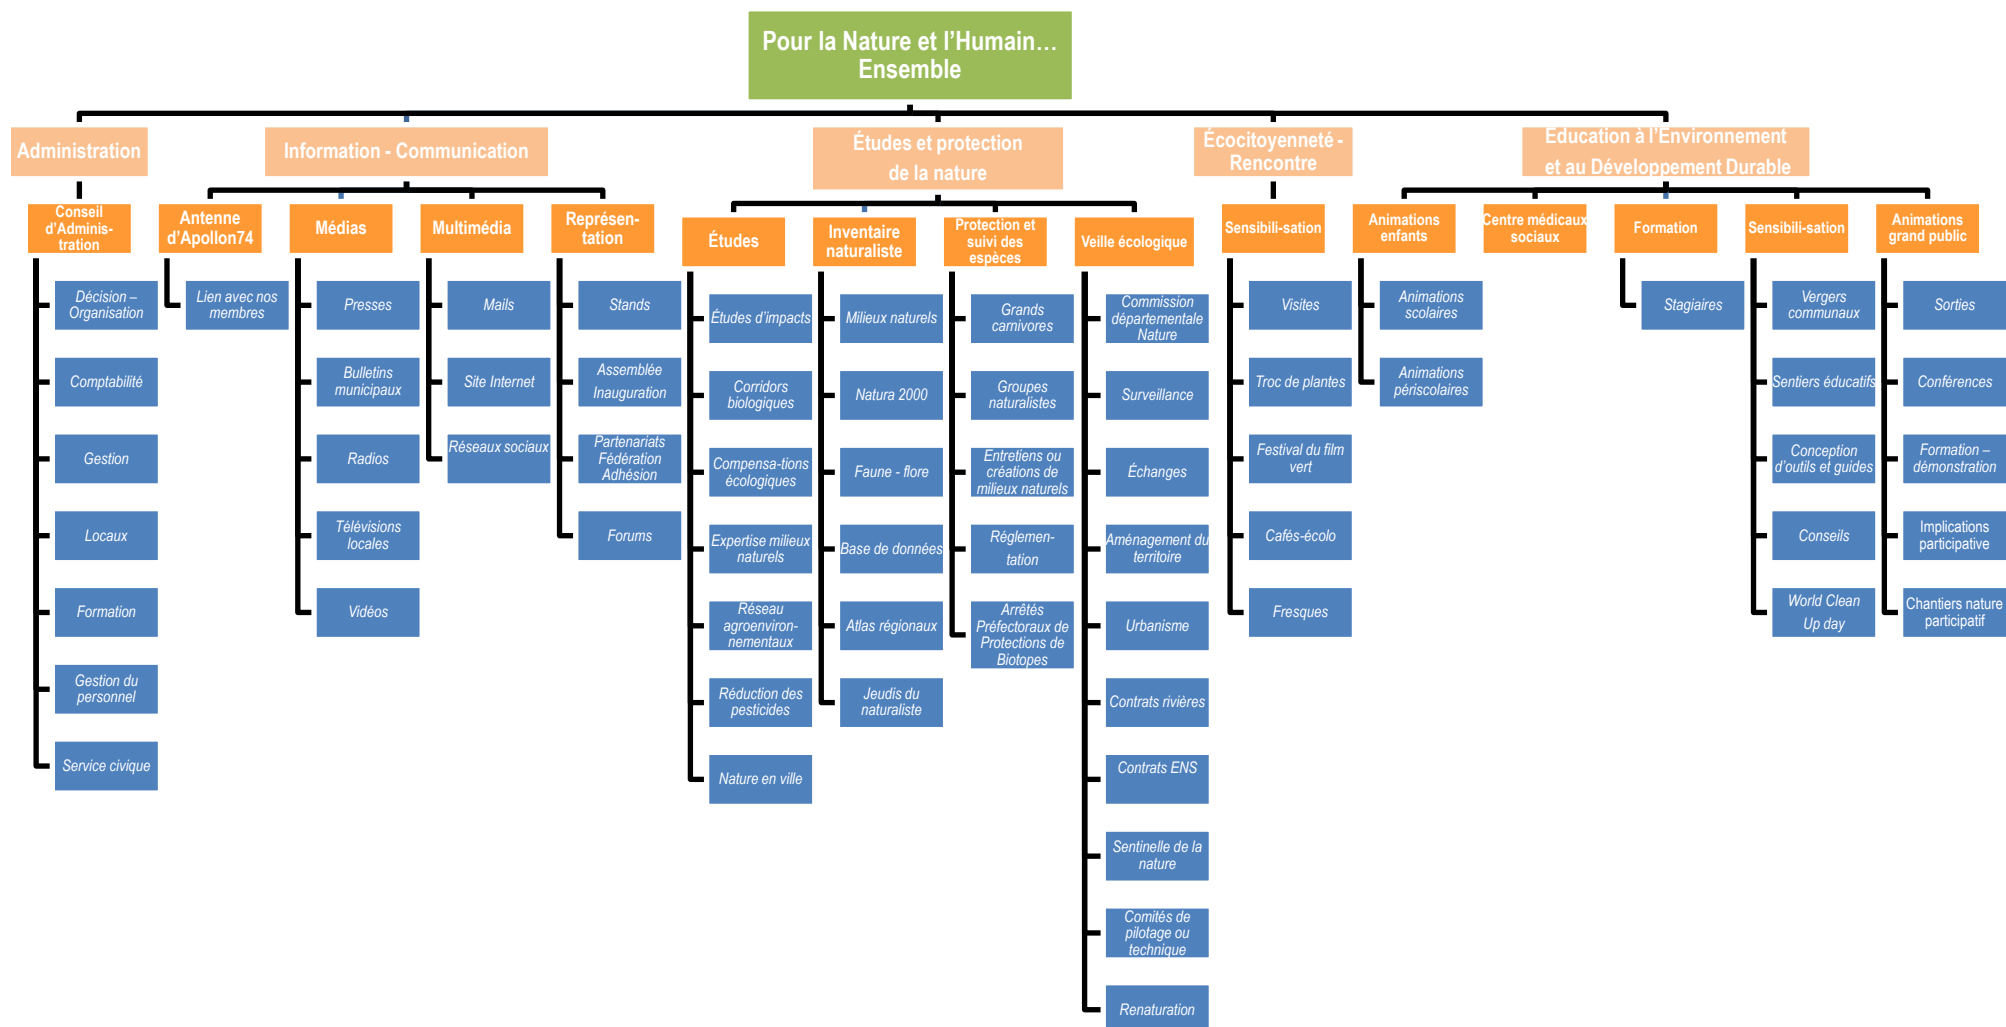 Pour la Nature et l’Humain…
Ensemble
Administration
Information - Communication
Études et protection
de la nature
Écocitoyenneté -
Rencontre
Education à l’Environnement
et au Développement Durable
Conseil
d’Adminis-
tration
Antenne
d’Apollon74
Médias
Multimédia
Représen-
tation
Études
Inventaire
naturaliste
Protection et
suivi des
espèces
Veille écologique
Sensibili-sation
Animations
enfants
Centre médicaux
sociaux
Formation
Sensibili-sation
Animations
grand public
Décision –
Organisation
Comptabilité
Gestion
Locaux
Formation
Gestion du
personnel
Service civique
Lien avec nos
membres
Presses
Bulletins
municipaux
Radios
Télévisions
locales
Vidéos
Mails
Site Internet
Réseaux sociaux
Stands
Assemblée
Inauguration
Partenariats
Fédération
Adhésion
Forums
Études d’impacts
Corridors
biologiques
Compensa-tions
écologiques
Expertise milieux
naturels
Réseau
agroenviron-
nementaux
Réduction des
pesticides
Nature en ville
Milieux naturels
Natura 2000
Faune - flore
Base de données
Atlas régionaux
Jeudis du
naturaliste
Grands
carnivores
Groupes
naturalistes
Entretiens ou
créations de
milieux naturels
Réglemen-
tation
Arrêtés
Préfectoraux de
Protections de
Biotopes
Commission
départementale
Nature
Surveillance
Échanges
Aménagement du
territoire
Urbanisme
Contrats rivières
Contrats ENS
Sentinelle de la
nature
Comités de
pilotage ou
technique
Renaturation
Visites
Troc de plantes
Festival du film
vert
Cafés-écolo
Fresques
Animations
scolaires
Animations
périscolaires
Stagiaires
Vergers
communaux
Sentiers éducatifs
Conception
d’outils et guides
Conseils
World Clean
Up day
Sorties
Conférences
Formation –
démonstration
Implications
participative
Chantiers nature
participatif